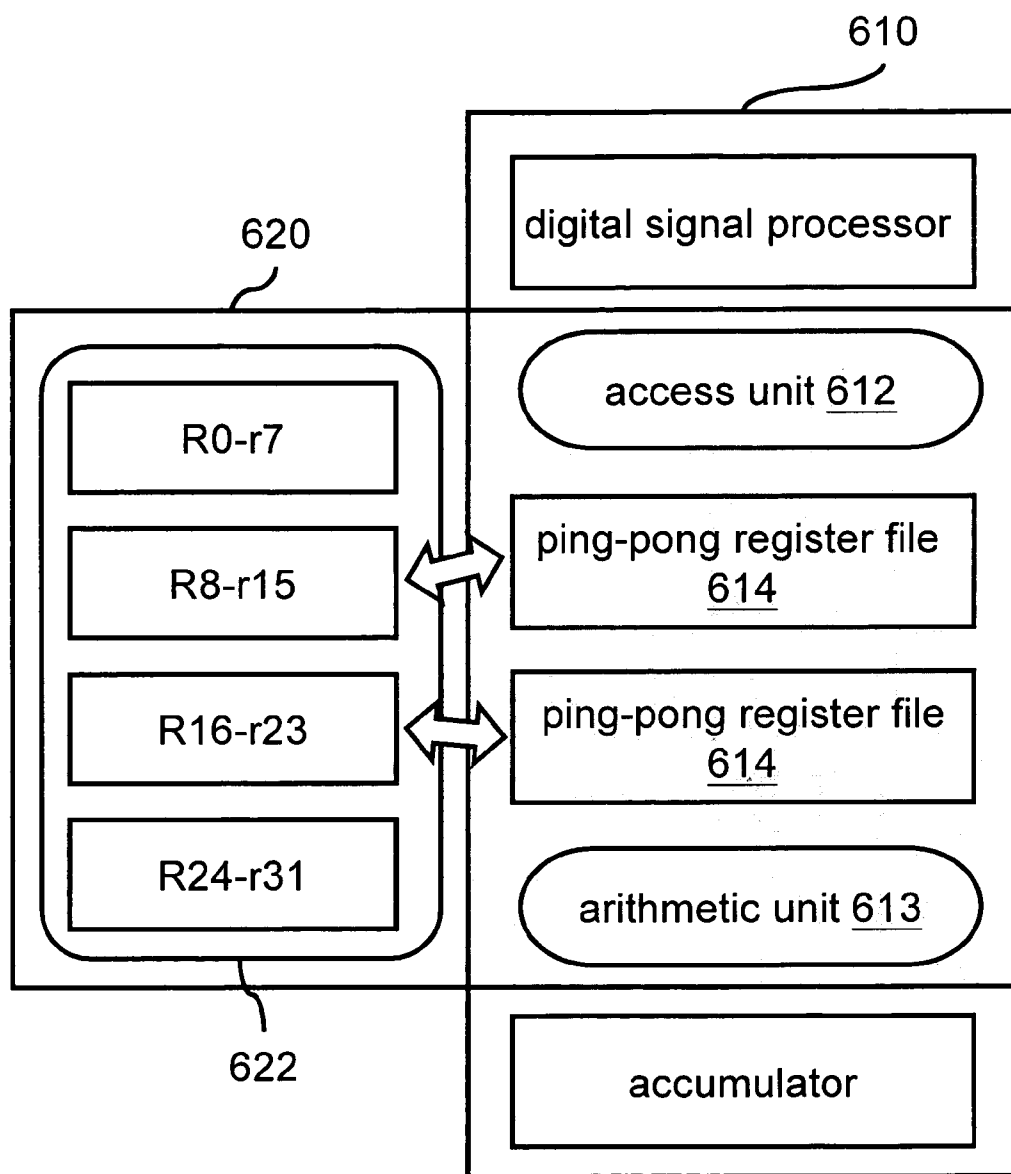 610
digital signal processor
620
access unit 612
R0-r7
ping-pong register file
614
R8-r15
ping-pong register file
614
R16-r23
R24-r31
arithmetic unit 613
622
accumulator